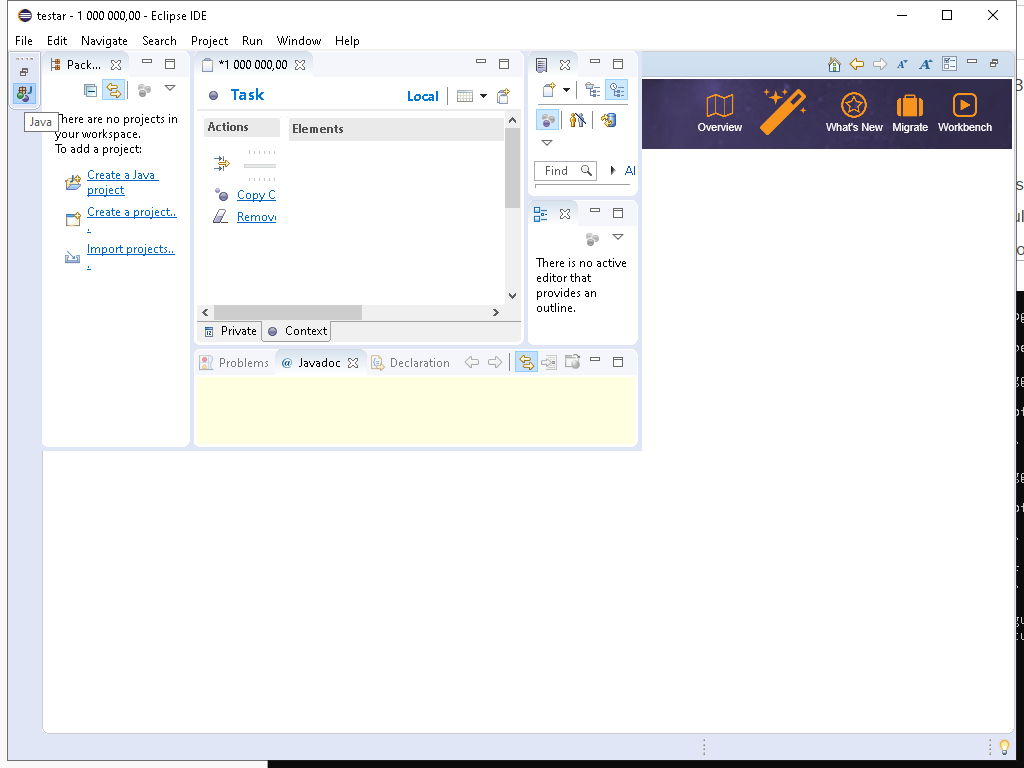 testar - 1 000 000,00 - Eclipse IDE
File Edit Navigate Search Project Run Window Help
Pack...
*1 000 000,00
Java
There are no projects in
your workspace.
To add a project:
Create a Java
project
Create a project..
.
Import projects..
.
Task
Local
Actions
Elements
Copy C
Remove
Private
Context
Find
Al
There is no active
editor that
provides an
outline.
Problems
@ Javadoc
Declaration
Overview
What's New
Migrate
Workbench